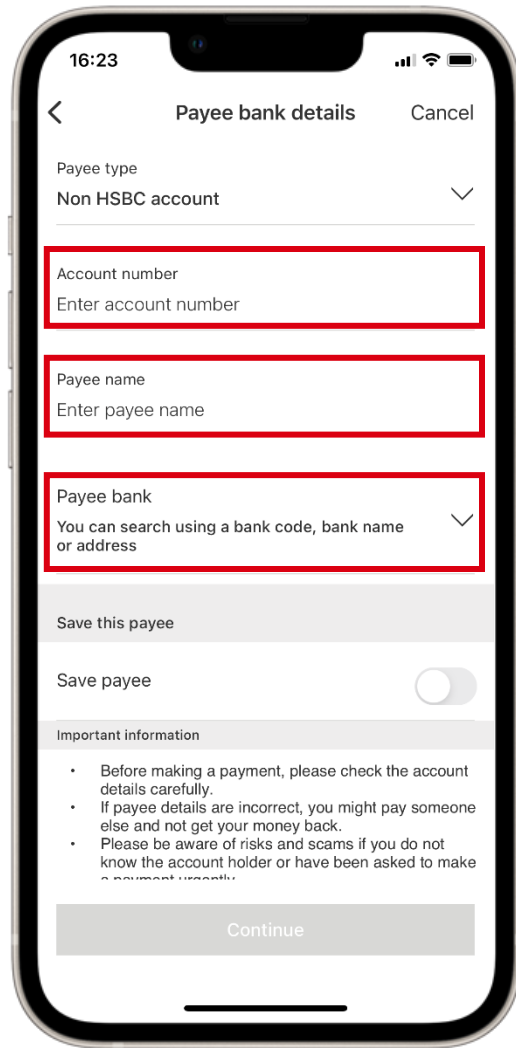 16:23
Payee bank details
Cancel
Payee type
Non HSBC account
Account number
Enter account number
Payee name
Enter payee name
Payee bank
You can search using a bank code, bank name
or address
Save this payee
Save payee
Important information
• Before making a payment, please check the account
details carefully.
• If payee details are incorrect, you might pay someone
else and not get your money back.
• Please be aware of risks and scams if you do not
know the account holder or have been asked to make
a payment urgently
Continue